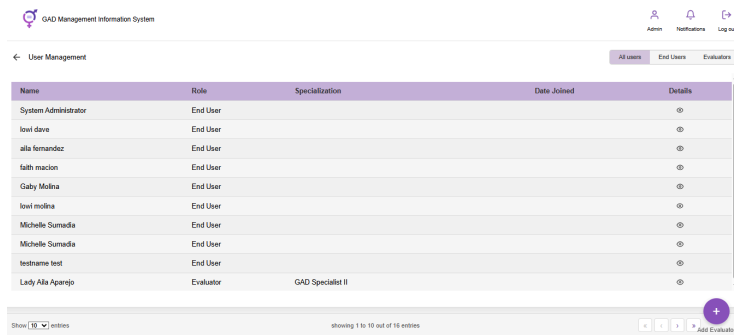 GAD Management Information System
Admin Notifications Log ou
← User Management
All users End Users Evaluators
Name Role Specialization Date Joined Details
System Administrator End User
lowi dave End User
aila fernandez End User
faith macion End User
Gaby Molina End User
lowi molina End User
Michelle Sumadia End User
Michelle Sumadia End User
testname test End User
Lady Aila Aparejo Evaluator GAD Specialist II
Show 10 entries showing 1 to 10 out of 16 entries « ‹ › » +
Add Evaluato